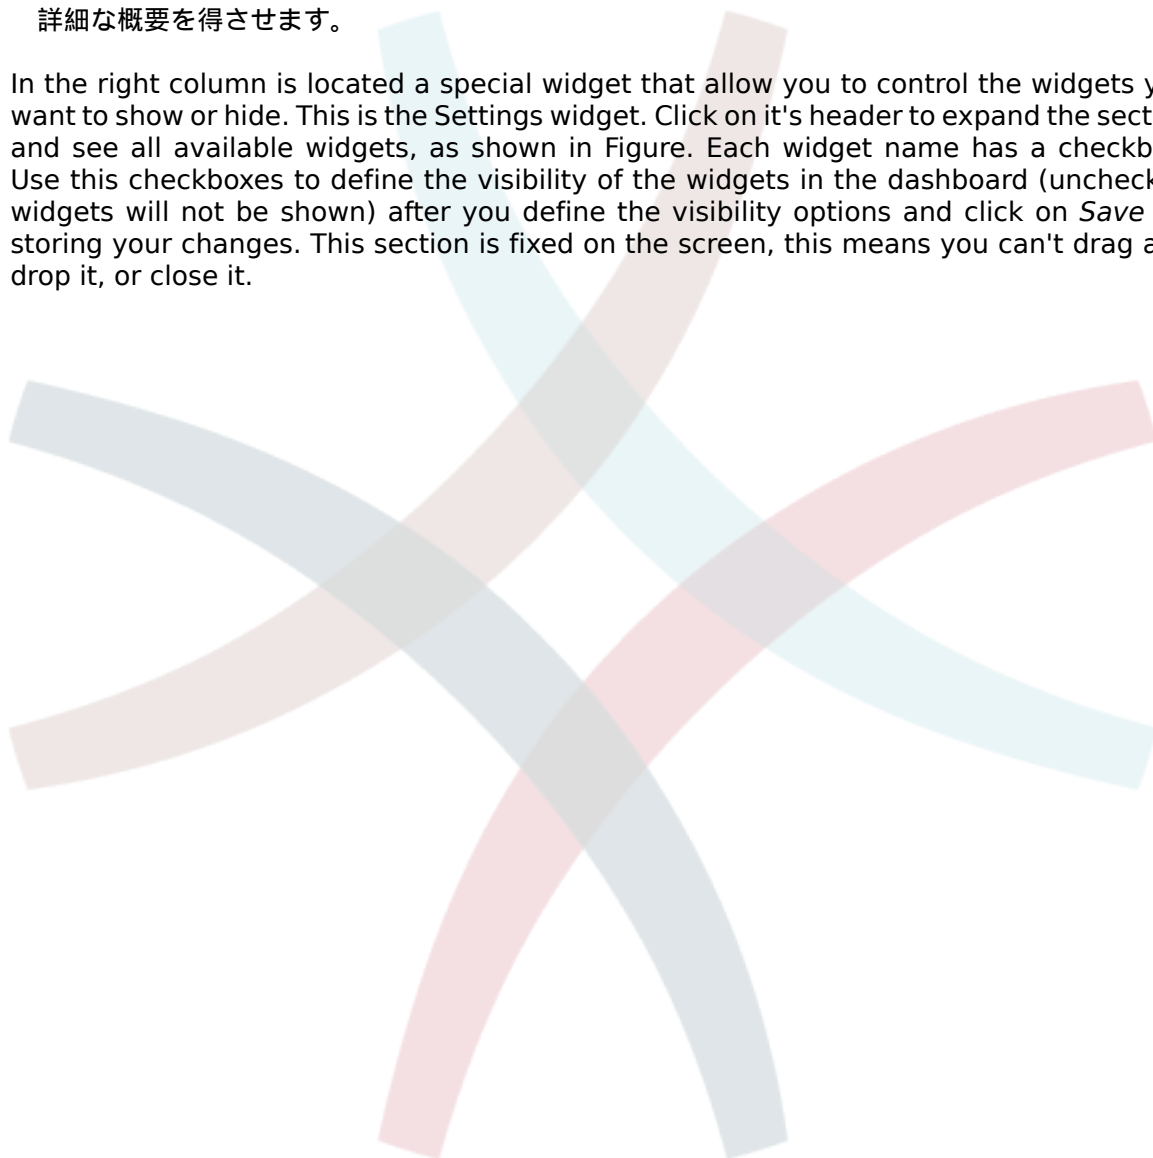 詳細な概要を得させます。
In the right column is located a special widget that allow you to control the widgets y
want to show or hide. This is the Settings widget. Click on it's header to expand the sect
and see all available widgets, as shown in Figure. Each widget name has a checkb
Use this checkboxes to define the visibility of the widgets in the dashboard (uncheck
widgets will not be shown) after you define the visibility options and click on Save
storing your changes. This section is fixed on the screen, this means you can't drag a
drop it, or close it.